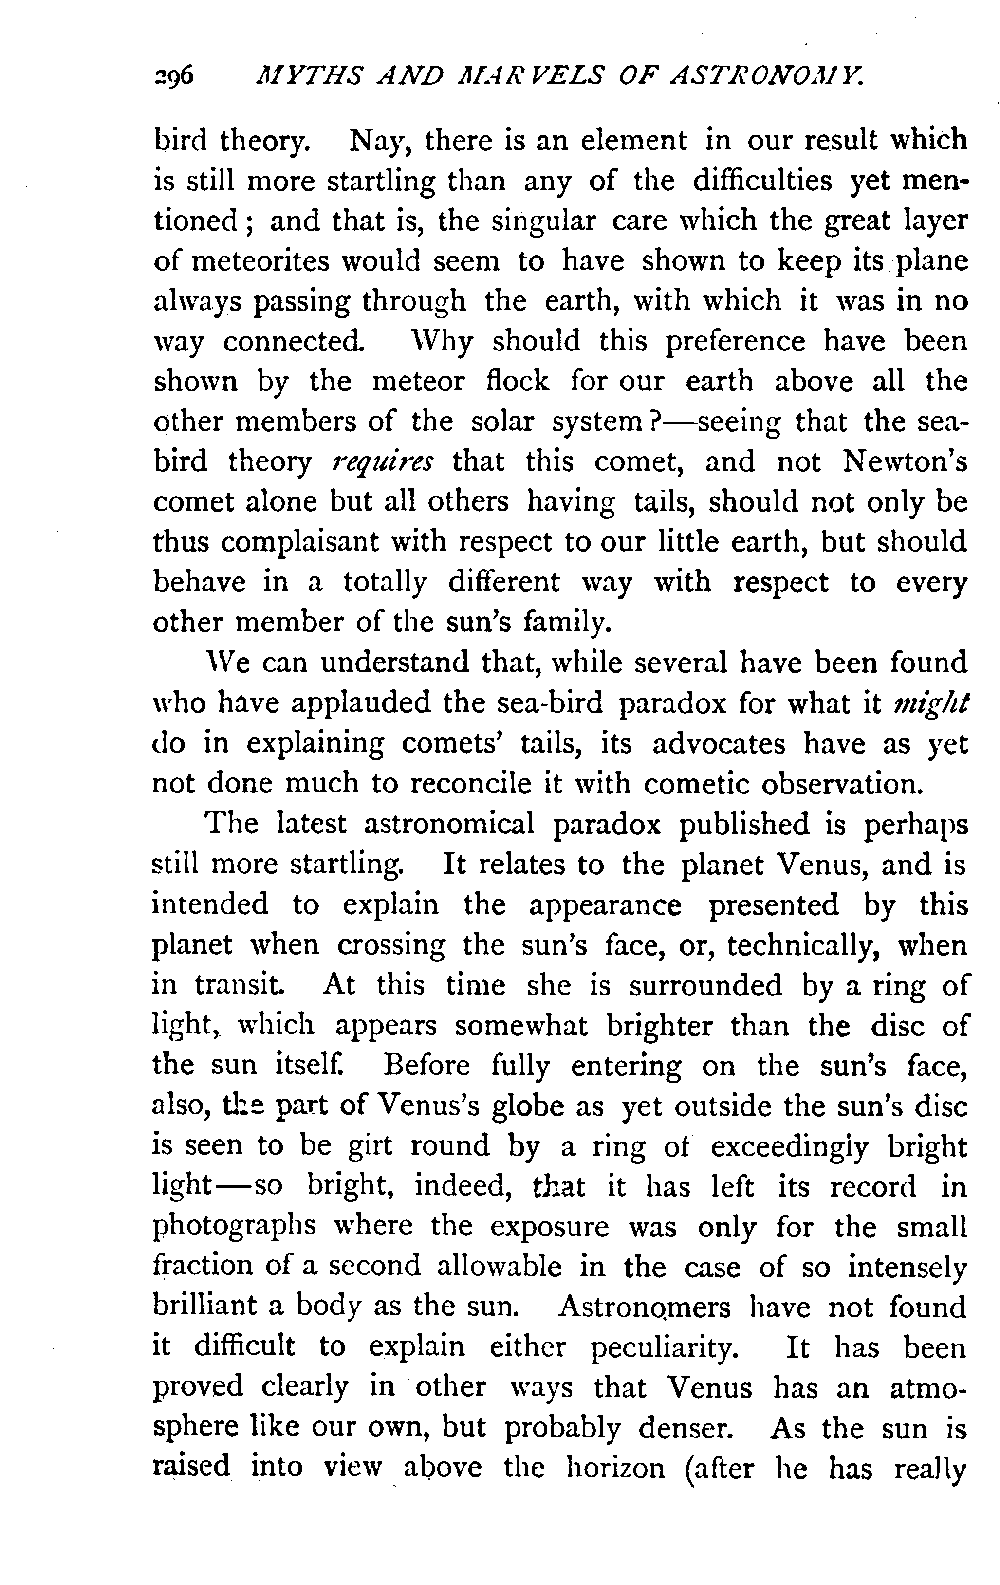 296 MYTHS AND MARVELS OF ASTRONOMY.
bird theory. Nay, there is an element in our result which
is still more startling than any of the difficulties yet men-
tioned; and that is, the singular care which the great layer
of meteorites would seem to have shown to keep its plane
always passing through the earth, with which it was in no
way connected. Why should this preference have been
shown by the meteor flock for our earth above all the
other members of the solar system?—seeing that the sea-
bird theory requires that this comet, and not Newton's
comet alone but all others having tails, should not only be
thus complaisant with respect to our little earth, but should
behave in a totally different way with respect to every
other member of the sun's family.
We can understand that, while several have been found
who have applauded the sea-bird paradox for what it might
do in explaining comets' tails, its advocates have as yet
not done much to reconcile it with cometic observation.
The latest astronomical paradox published is perhaps
still more startling. It relates to the planet Venus, and is
intended to explain the appearance presented by this
planet when crossing the sun's face, or, technically, when
in transit. At this time she is surrounded by a ring of
light, which appears somewhat brighter than the disc of
the sun itself. Before fully entering on the sun's face,
also, the part of Venus's globe as yet outside the sun's disc
is seen to be girt round by a ring of exceedingly bright
light—so bright, indeed, that it has left its record in
photographs where the exposure was only for the small
fraction of a second allowable in the case of so intensely
brilliant a body as the sun. Astronomers have not found
it difficult to explain either peculiarity. It has been
proved clearly in other ways that Venus has an atmo-
sphere like our own, but probably denser. As the sun is
raised into view above the horizon (after he has really